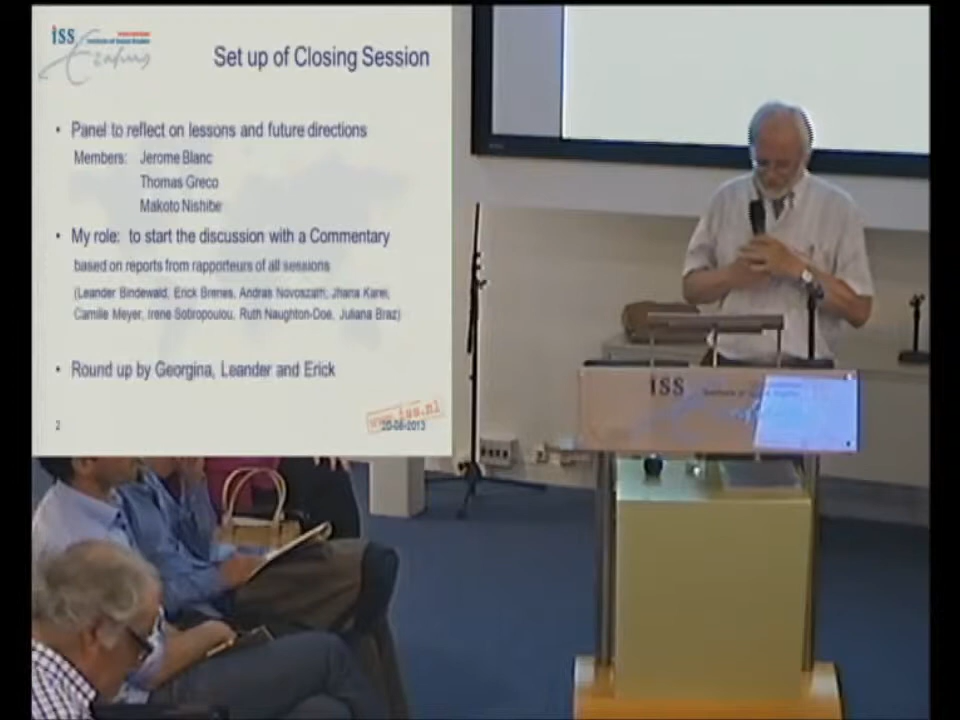 ISS
Erasmus
Set up of Closing Session
• Panel to reflect on lessons and future directions
Members: Jerome Blanc
Thomas Greco
Makoto Nishibe
• My role: to start the discussion with a Commentary
based on reports from rapporteurs of all sessions
(Leander Bindewald, Erick Brenes, Andras Novoszath, Jhana Karei,
Camille Meyer, Irene Sotiropoulou, Ruth Naughton-Doe, Juliana Braz)
• Round up by Georgina, Leander and Erick
2
www.iss.nl
20-06-2013
ISS